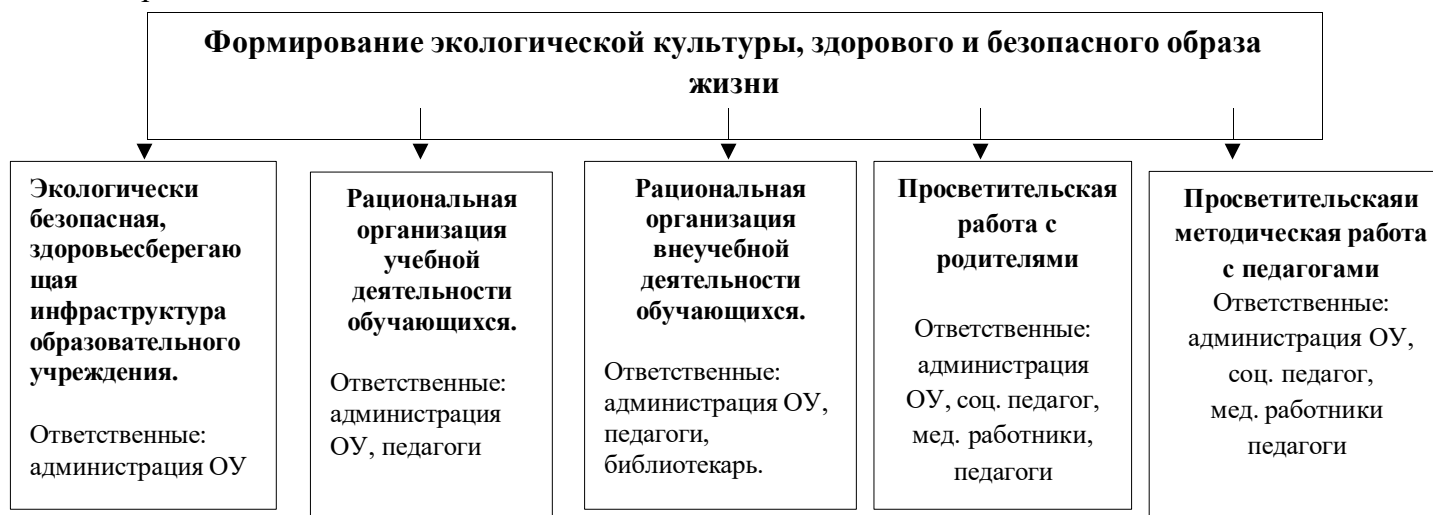 Формирование экологической культуры, здорового и безопасного образа
жизни
Экологически
безопасная,
здоровьесберегаю
щая
инфраструктура
образовательного
учреждения.
Ответственные:
администрация ОУ
Рациональная
организация
учебной
деятельности
обучающихся.
Ответственные:
администрация
ОУ, педагоги
Рациональная
организация
внеучебной
деятельности
обучающихся.
Ответственные:
администрация ОУ,
педагоги,
библиотекарь.
Просветительская
работа с
родителями
Ответственные:
администрация
ОУ, соц. педагог,
мед. работники,
педагоги
Просветительскаяи
методическая работа
с педагогами
Ответственные:
администрация ОУ,
соц. педагог,
мед. работники
педагоги